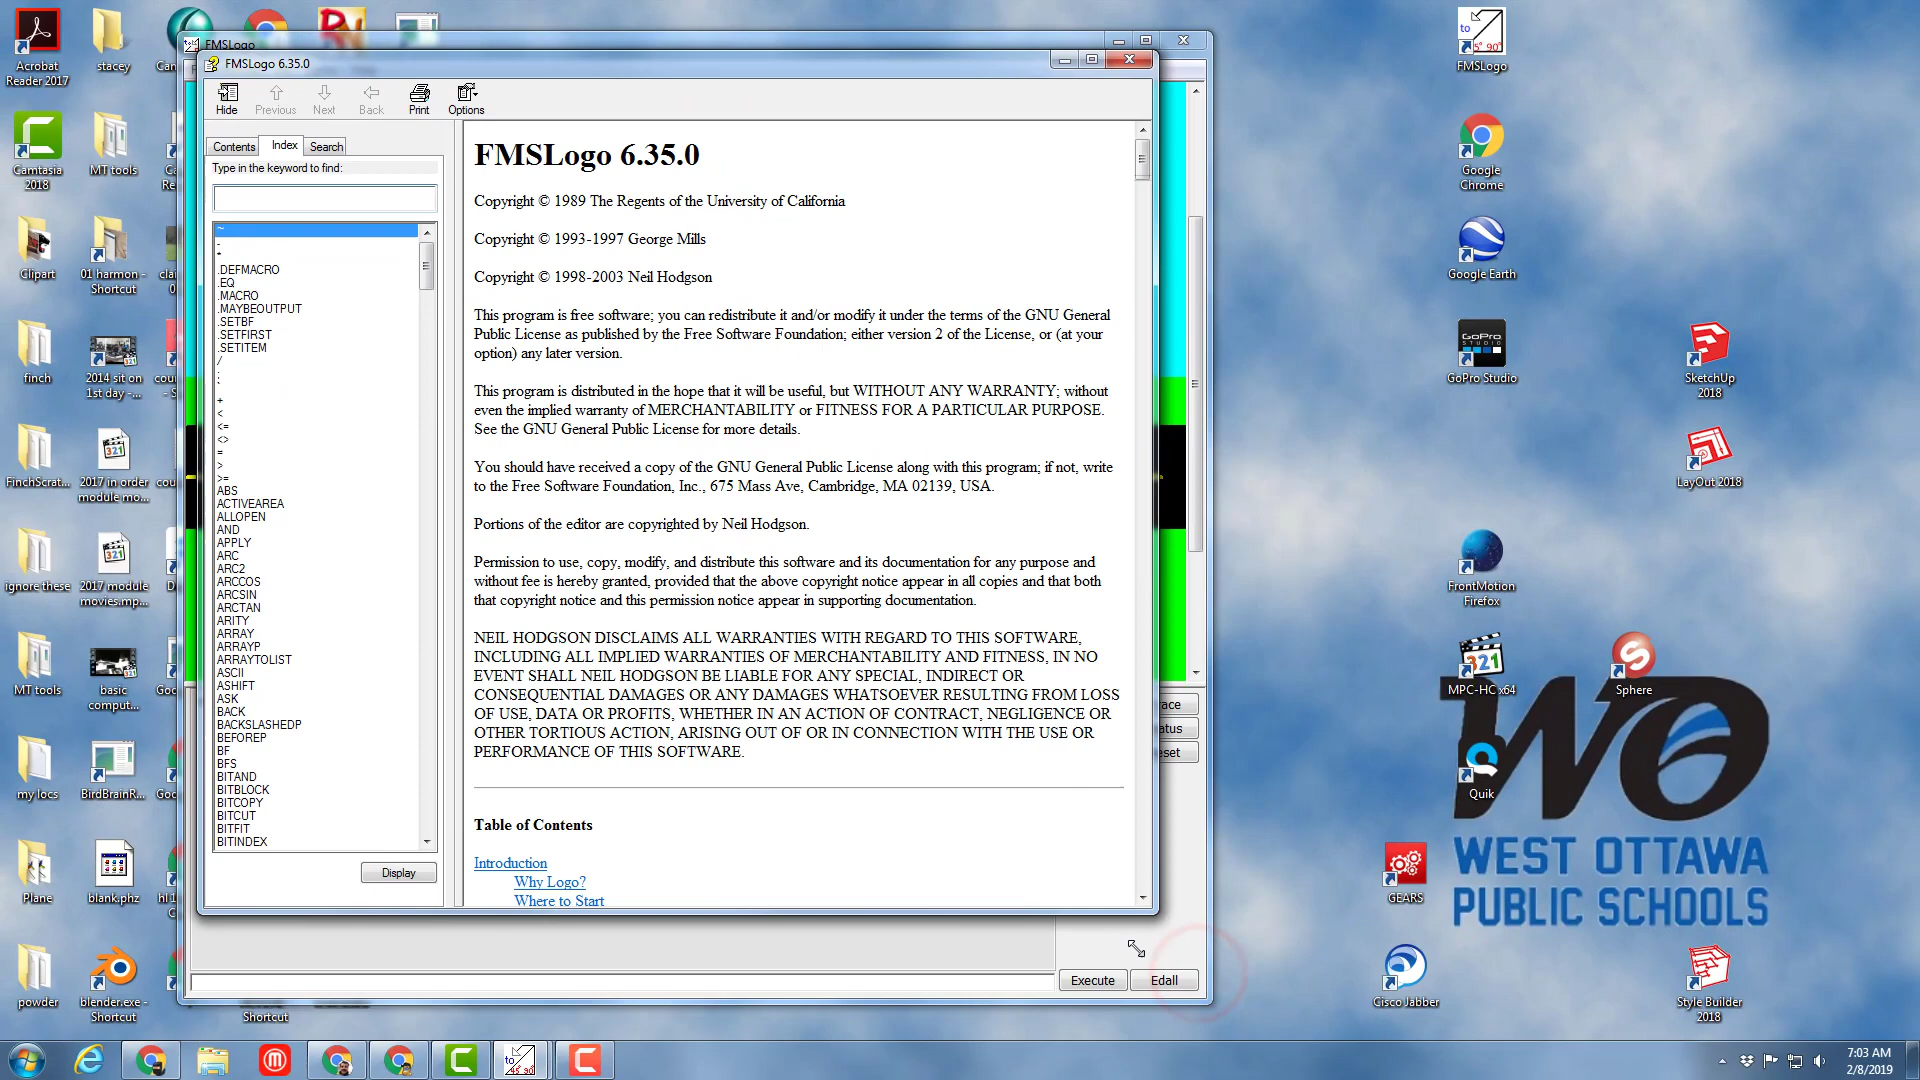 Acrobat
Reader 2017
stacey
Can
FMSLogo
FMSLogo 6.35.0
Hide
Previous
Next
Back
Print
Options
Contents
Index
Search
Type in the keyword to find:
~
-
*
.DEFMACRO
.EQ
.MACRO
.MAYBEOUTPUT
.SETBF
.SETFIRST
.SETITEM
/
:
+
<
<=
<>
=
>
>=
ABS
ACTIVEAREA
ALLOPEN
AND
APPLY
ARC
ARC2
ARCCOS
ARCSIN
ARCTAN
ARITY
ARRAY
ARRAYP
ARRAYTOLIST
ASCII
ASHIFT
ASK
BACK
BACKSLASHEDP
BEFOREP
BF
BFS
BITAND
BITBLOCK
BITCOPY
BITCUT
BITFIT
BITINDEX
Display
FMSLogo 6.35.0
Copyright © 1989 The Regents of the University of California
Copyright © 1993-1997 George Mills
Copyright © 1998-2003 Neil Hodgson
This program is free software; you can redistribute it and/or modify it under the terms of the GNU General
Public License as published by the Free Software Foundation; either version 2 of the License, or (at your
option) any later version.
This program is distributed in the hope that it will be useful, but WITHOUT ANY WARRANTY; without
even the implied warranty of MERCHANTABILITY or FITNESS FOR A PARTICULAR PURPOSE.
See the GNU General Public License for more details.
You should have received a copy of the GNU General Public License along with this program; if not, write
to the Free Software Foundation, Inc., 675 Mass Ave, Cambridge, MA 02139, USA.
Portions of the editor are copyrighted by Neil Hodgson.
Permission to use, copy, modify, and distribute this software and its documentation for any purpose and
without fee is hereby granted, provided that the above copyright notice appear in all copies and that both
that copyright notice and this permission notice appear in supporting documentation.
NEIL HODGSON DISCLAIMS ALL WARRANTIES WITH REGARD TO THIS SOFTWARE,
INCLUDING ALL IMPLIED WARRANTIES OF MERCHANTABILITY AND FITNESS, IN NO
EVENT SHALL NEIL HODGSON BE LIABLE FOR ANY SPECIAL, INDIRECT OR
CONSEQUENTIAL DAMAGES OR ANY DAMAGES WHATSOEVER RESULTING FROM LOSS
OF USE, DATA OR PROFITS, WHETHER IN AN ACTION OF CONTRACT, NEGLIGENCE OR
OTHER TORTIOUS ACTION, ARISING OUT OF OR IN CONNECTION WITH THE USE OR
PERFORMANCE OF THIS SOFTWARE.
Table of Contents
Introduction
Why Logo?
Where to Start
race
atus
eset
Execute
Edall
Camtasia
2018
MT tools
Clipart
01 harmon -
Shortcut
finch
2014 sit on
1st day -...
FinchScrat...
2017 in order
module mo...
ignore these
2017 module
movies.mp...
MT tools
basic
comput...
my locs
BirdBrainR...
Plane
blank.phz
powder
blender.exe -
Shortcut
Shortcut
to
45° 90°
FMSLogo
Google
Chrome
Google Earth
GoPro
STUDIO
GoPro Studio
SketchUp
2018
LayOut 2018
FrontMotion
Firefox
321
MPC-HC x64
Sphere
Quik
WO
WEST OTTAWA
PUBLIC SCHOOLS
GEARS
Cisco Jabber
Style Builder
2018
7:03 AM
2/8/2019